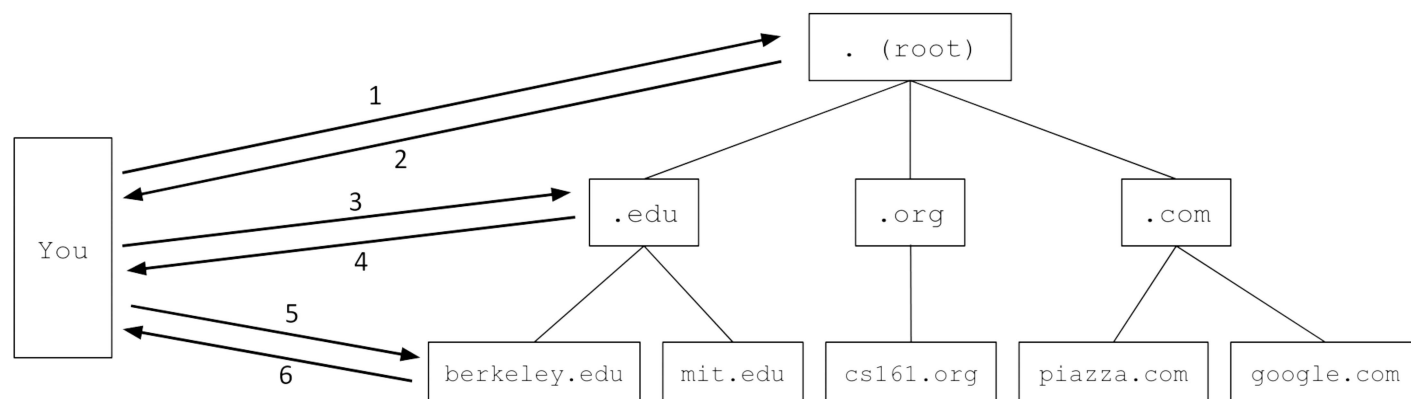 . (root)
1
2
3
.edu
.org
.com
You
4
5
6
berkeley.edu
mit.edu
cs161.org
piazza.com
google.com